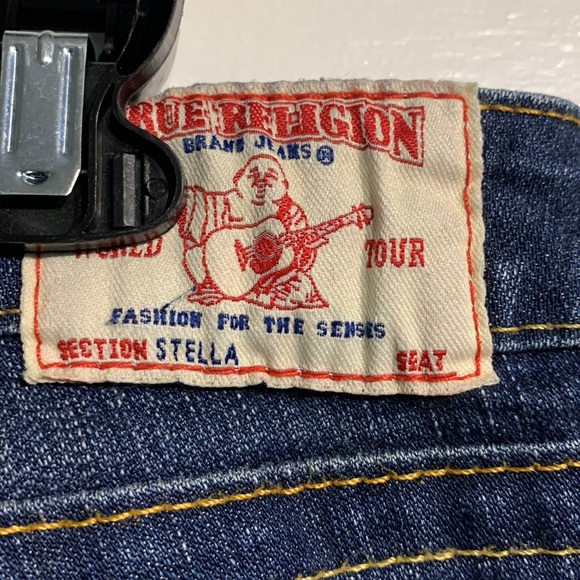 TRUE RELIGION
BRAND JEANS®
WORLD TOUR
FASHION FOR THE SENSES
SECTION STELLA SEAT